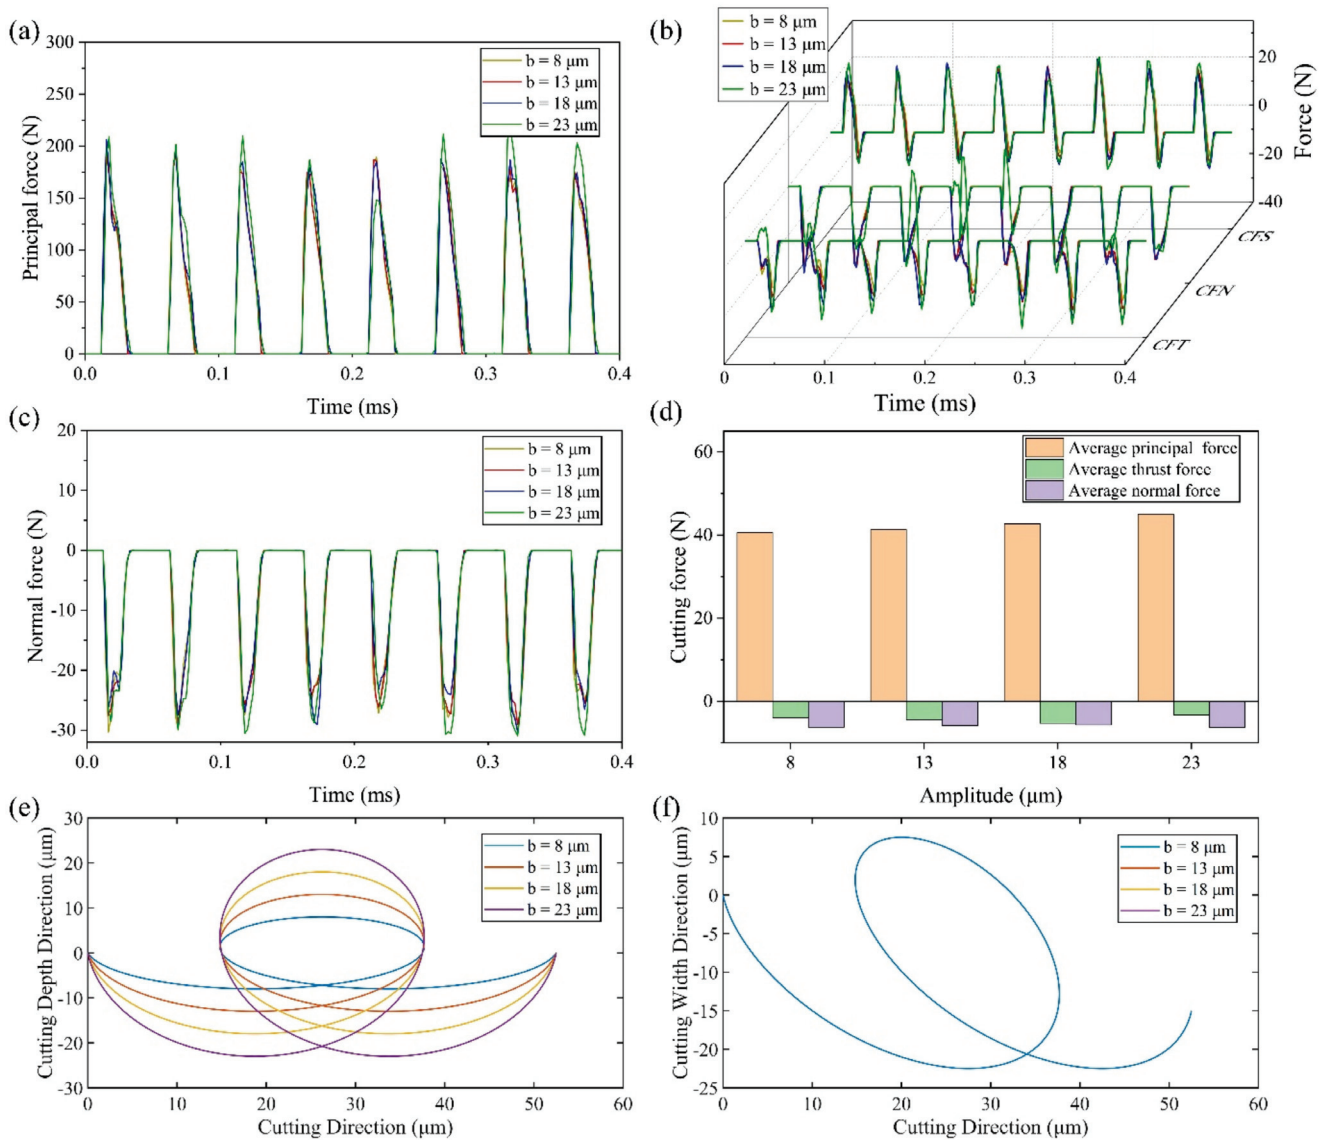 (a)
300
250
200
150
100
50
0
Principal force (N)
b = 8 μm
b = 13 μm
b = 18 μm
b = 23 μm
0.0
0.1
0.2
0.3
0.4
Time (ms)
(b)
b = 8 μm
b = 13 μm
b = 18 μm
b = 23 μm
20
0
-20
-40
Force (N)
CFS
CFN
CFT
0
0.1
0.2
0.3
0.4
Time (ms)
(c)
20
10
0
-10
-20
-30
Normal force (N)
b = 8 μm
b = 13 μm
b = 18 μm
b = 23 μm
0.0
0.1
0.2
0.3
0.4
Time (ms)
(d)
60
40
20
0
Cutting force (N)
Average principal force
Average thrust force
Average normal force
8
13
18
23
Amplitude (μm)
(e)
30
20
10
0
-10
-20
-30
Cutting Depth Direction (μm)
b = 8 μm
b = 13 μm
b = 18 μm
b = 23 μm
0
10
20
30
40
50
60
Cutting Direction (μm)
(f)
10
5
0
-5
-10
-15
-20
-25
Cutting Width Direction (μm)
b = 8 μm
b = 13 μm
b = 18 μm
b = 23 μm
0
10
20
30
40
50
60
Cutting Direction (μm)